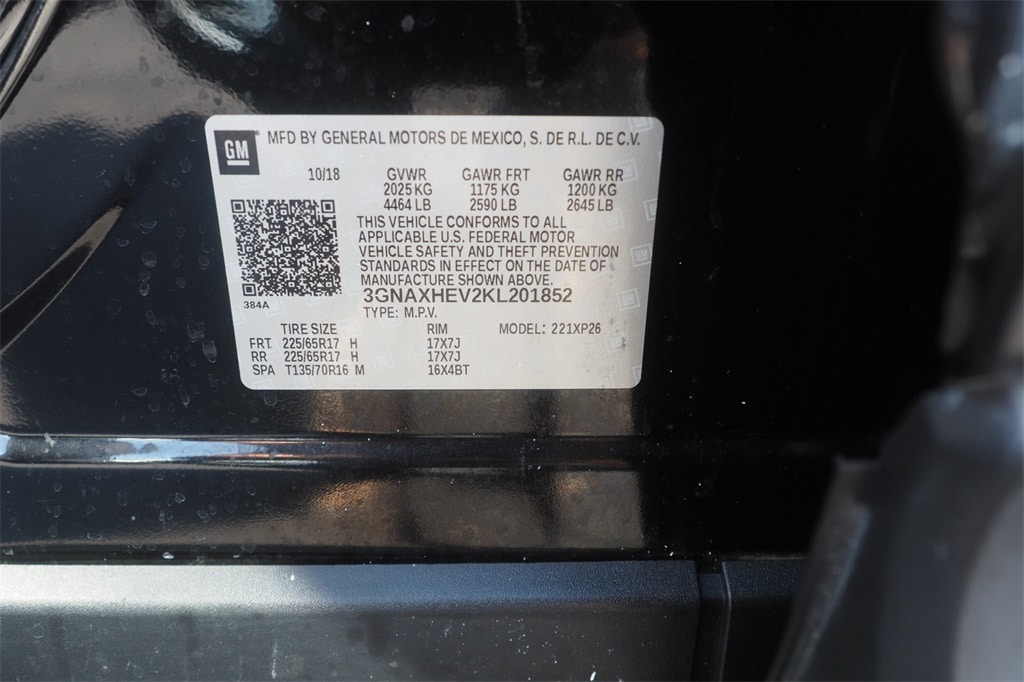 GM MFD BY GENERAL MOTORS DE MEXICO, S. DE R.L. DE C.V.
10/18 GVWR GAWR FRT GAWR RR
2025 KG 1175 KG 1200 KG
4464 LB 2590 LB 2645 LB
THIS VEHICLE CONFORMS TO ALL
APPLICABLE U.S. FEDERAL MOTOR
VEHICLE SAFETY AND THEFT PREVENTION
STANDARDS IN EFFECT ON THE DATE OF
MANUFACTURE SHOWN ABOVE.
3GNAXHEV2KL201852
384A
TYPE: M.P.V.
TIRE SIZE RIM MODEL: 221XP26
FRT 225/65R17 H 17X7J
RR 225/65R17 H 17X7J
SPA T135/70R16 M 16X4BT